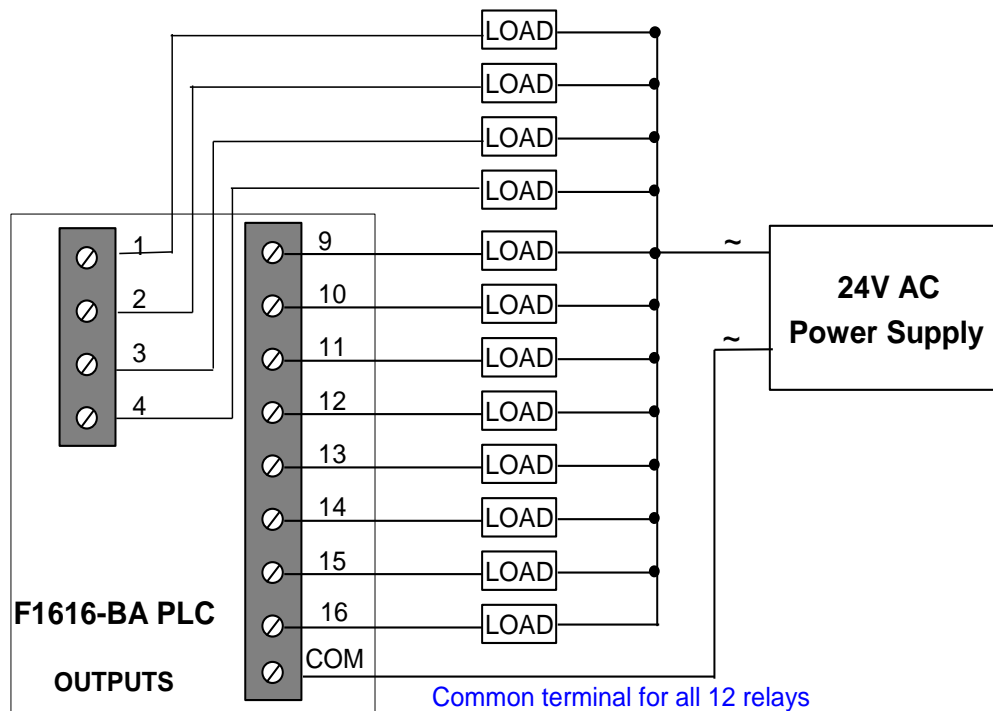 LOAD
LOAD
LOAD
LOAD
1
2
3
4
9 LOAD
10 LOAD
11 LOAD
12 LOAD
13 LOAD
14 LOAD
15 LOAD
16 LOAD
COM
~
~
24V AC
Power Supply
F1616-BA PLC
OUTPUTS
Common terminal for all 12 relays